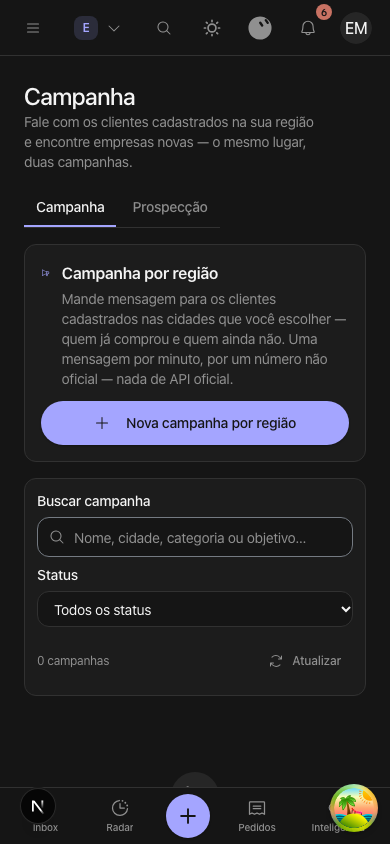 E
6
EM
Campanha
Fale com os clientes cadastrados na sua região
e encontre empresas novas — o mesmo lugar,
duas campanhas.
Campanha
Prospecção
Campanha por região
Mande mensagem para os clientes
cadastrados nas cidades que você escolher —
quem já comprou e quem ainda não. Uma
mensagem por minuto, por um número não
oficial — nada de API oficial.
Nova campanha por região
Buscar campanha
Nome, cidade, categoria ou objetivo...
Status
Todos os status
0 campanhas
Atualizar
N
Inbox
Radar
Pedidos